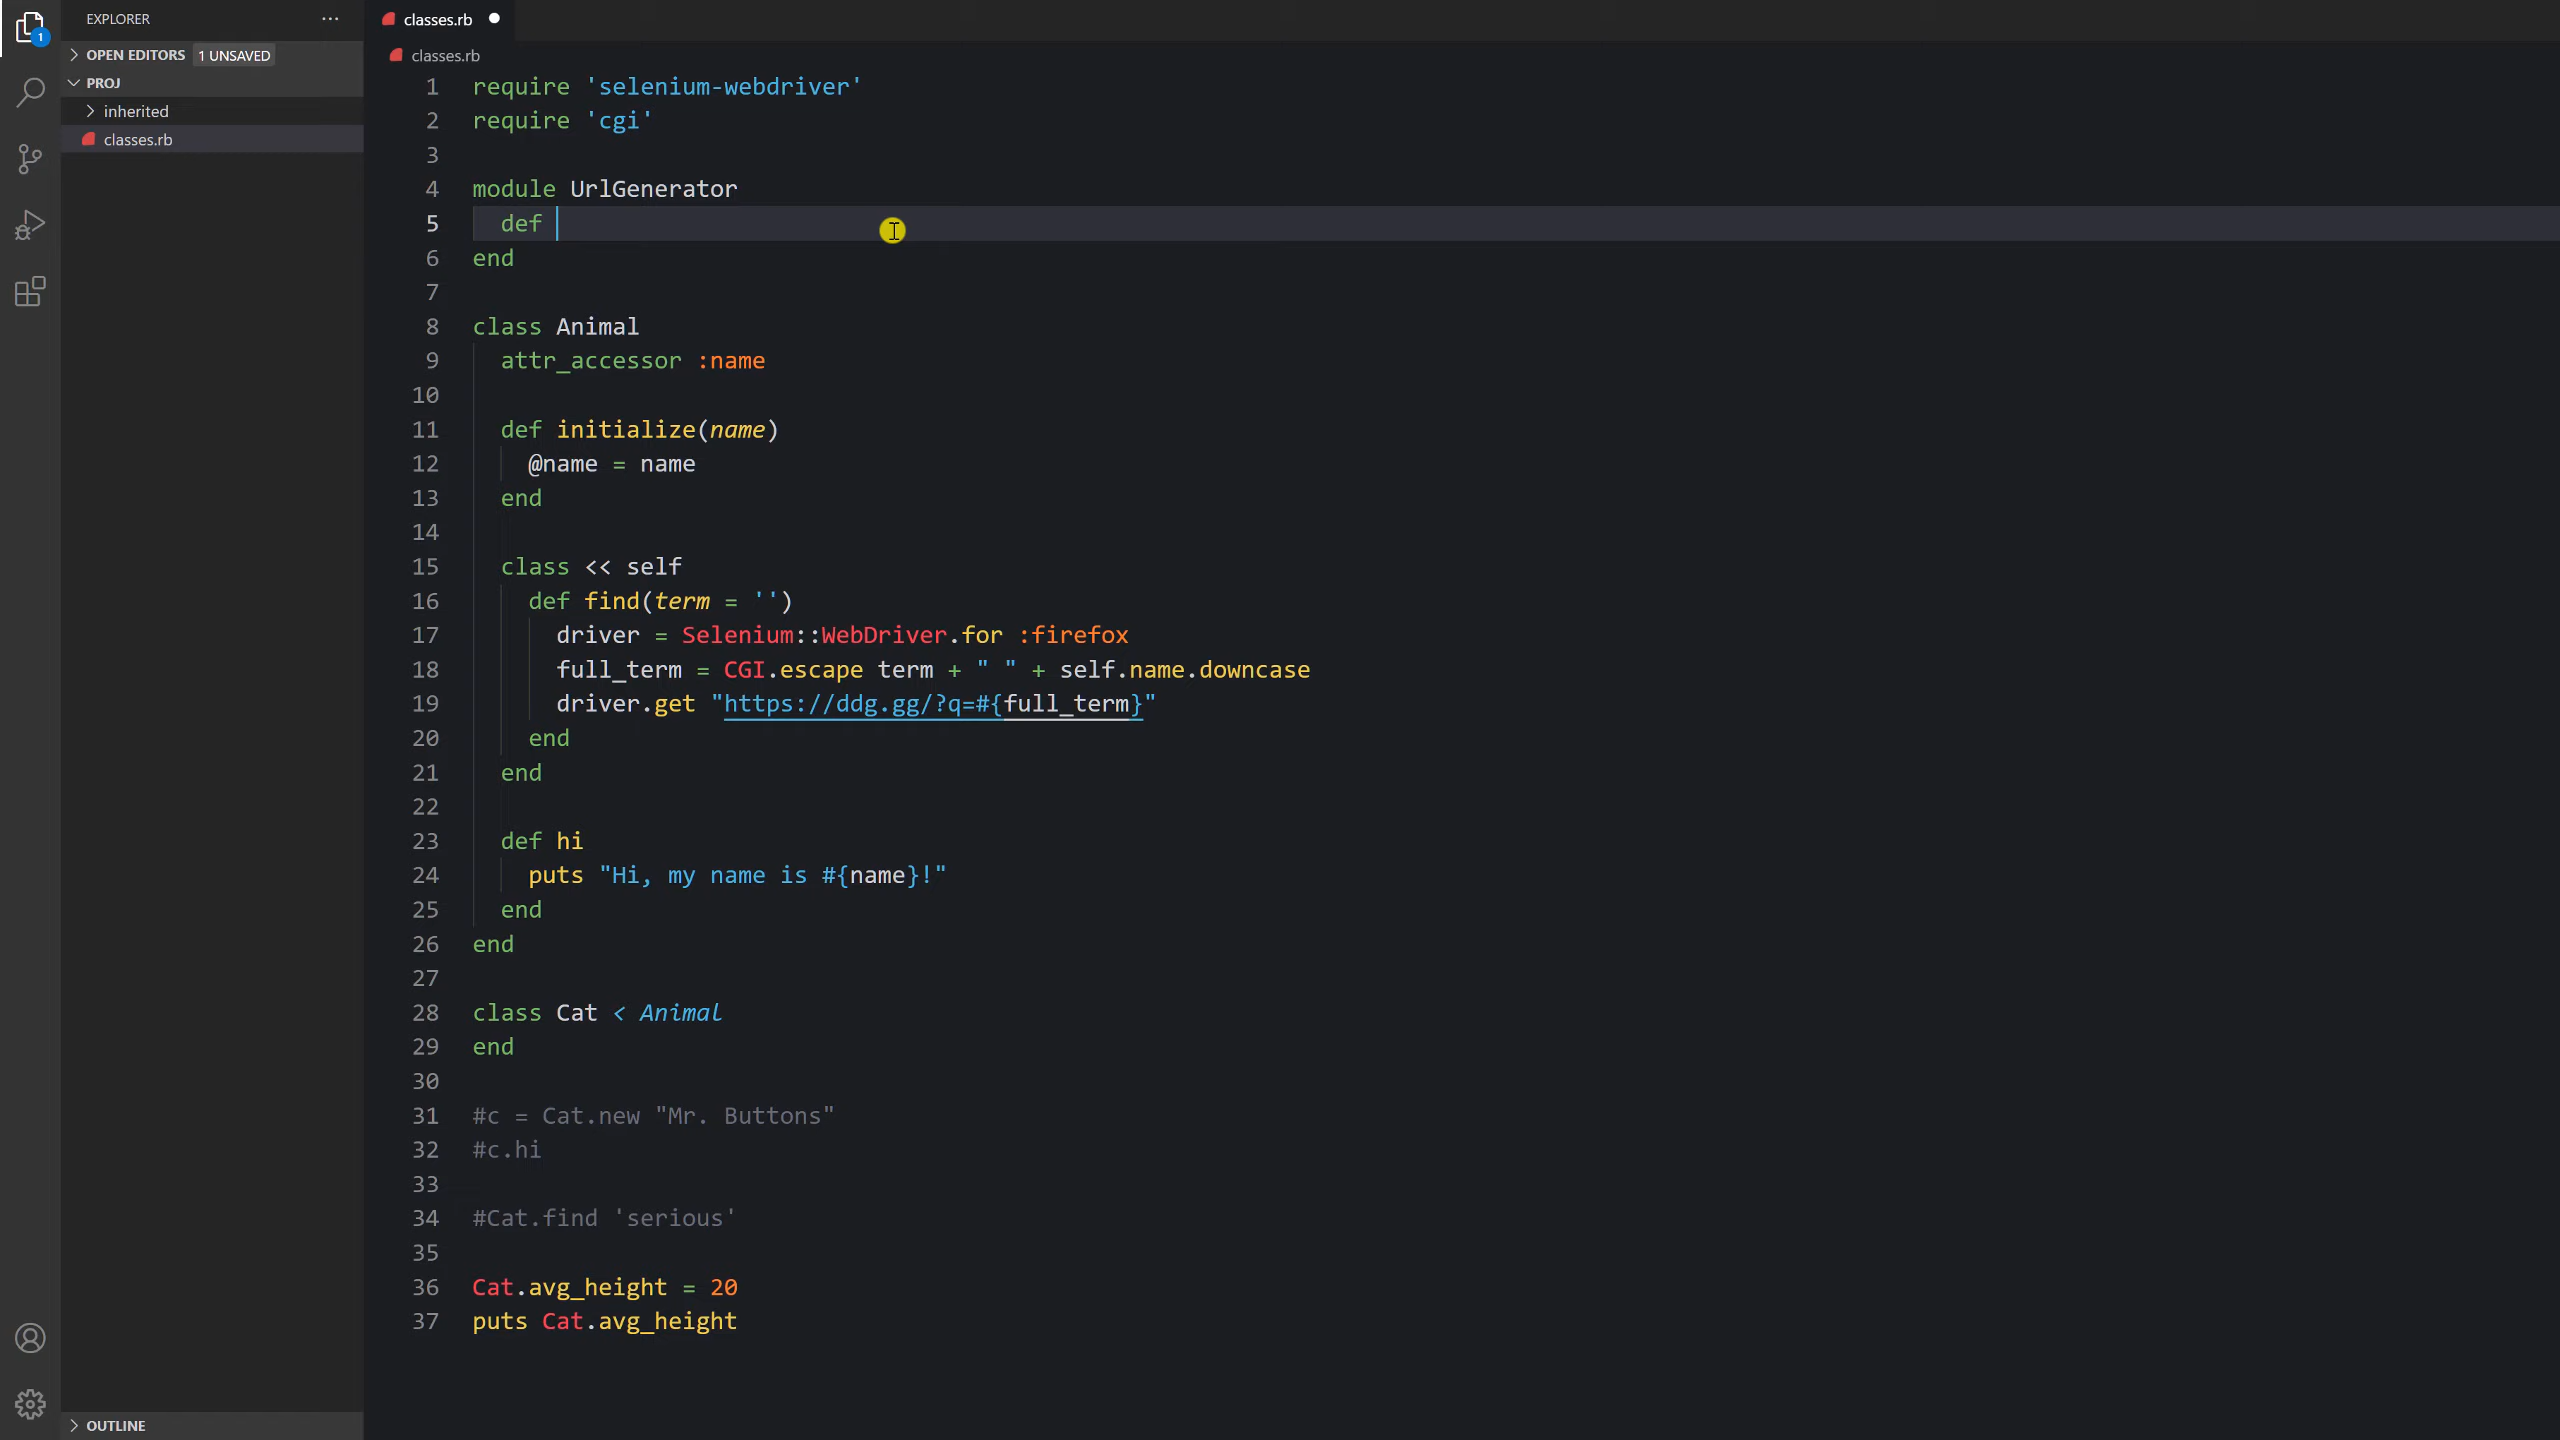 EXPLORER
OPEN EDITORS 1 UNSAVED
PROJ
inherited
classes.rb
OUTLINE
1
classes.rb
classes.rb
1 require 'selenium-webdriver'
2 require 'cgi'
3
4 module UrlGenerator
5 def
6 end
7
8 class Animal
9 attr_accessor :name
10
11 def initialize(name)
12 @name = name
13 end
14
15 class << self
16 def find(term = '')
17 driver = Selenium::WebDriver.for :firefox
18 full_term = CGI.escape term + " " + self.name.downcase
19 driver.get "https://ddg.gg/?q=#{full_term}"
20 end
21 end
22
23 def hi
24 puts "Hi, my name is #{name}!"
25 end
26 end
27
28 class Cat < Animal
29 end
30
31 #c = Cat.new "Mr. Buttons"
32 #c.hi
33
34 #Cat.find 'serious'
35
36 Cat.avg_height = 20
37 puts Cat.avg_height